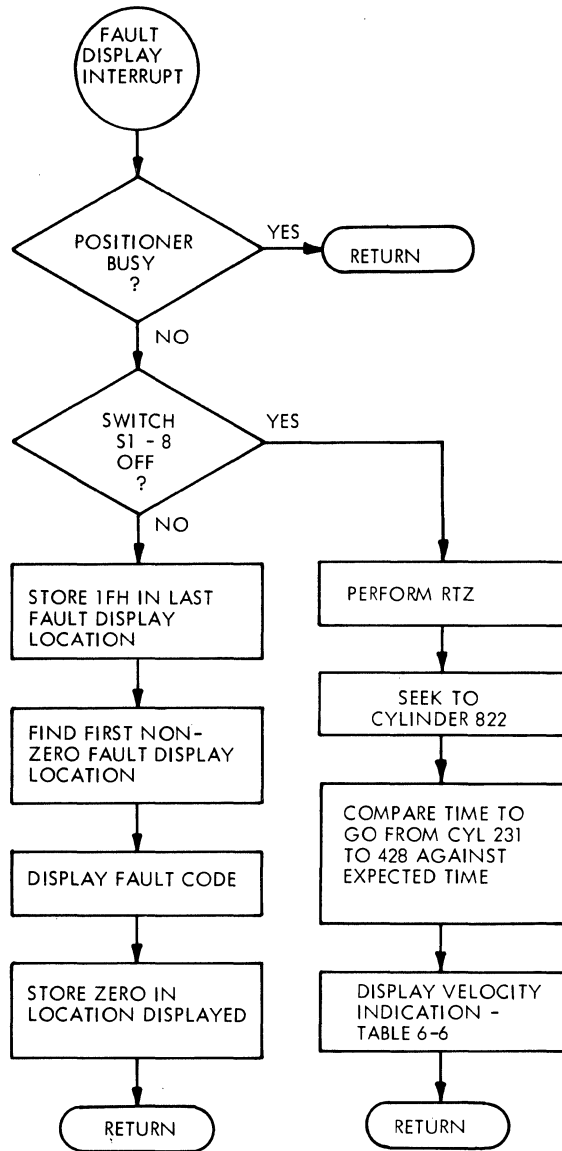 FAULT
DISPLAY
INTERRUPT
POSITIONER
BUSY
?
YES
RETURN
NO
SWITCH
S1 - 8
OFF
?
YES
NO
STORE 1FH IN LAST
FAULT DISPLAY
LOCATION
FIND FIRST NON-
ZERO FAULT DISPLAY
LOCATION
DISPLAY FAULT CODE
STORE ZERO IN
LOCATION DISPLAYED
RETURN
PERFORM RTZ
SEEK TO
CYLINDER 822
COMPARE TIME TO
GO FROM CYL 231
TO 428 AGAINST
EXPECTED TIME
DISPLAY VELOCITY
INDICATION -
TABLE 6-6
RETURN